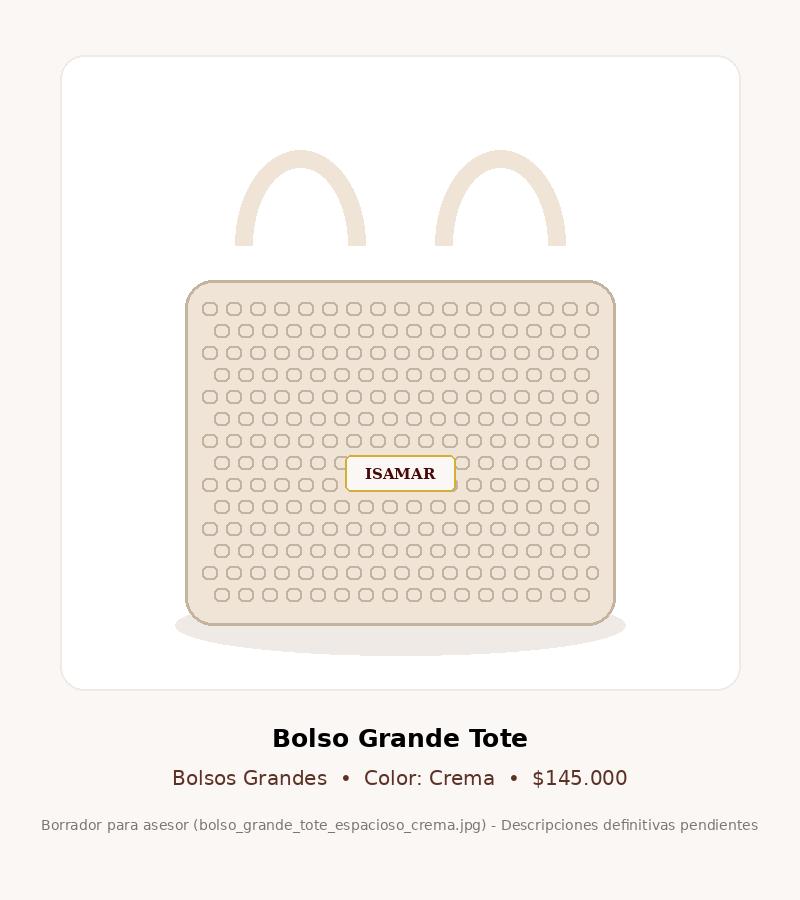 ISAMAR
Bolso Grande Tote
Bolsos Grandes • Color: Crema • $145.000
Borrador para asesor (bolso_grande_tote_espacioso_crema.jpg) - Descripciones definitivas pendientes